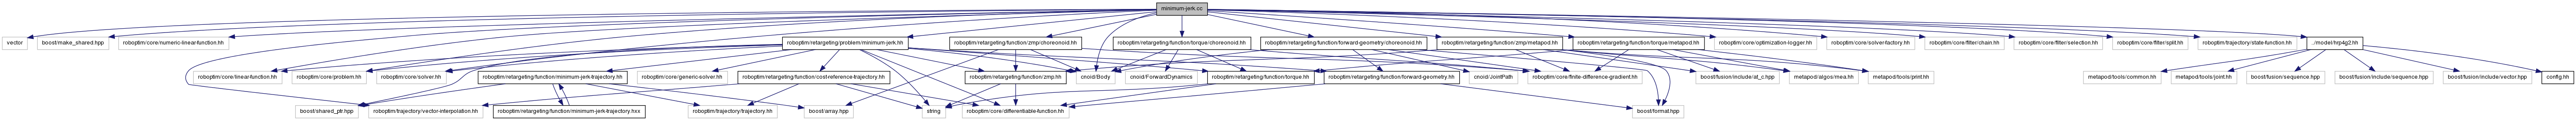 minimum-jerk.cc
vector
boost/make_shared.hpp
roboptim/core/numeric-linear-function.hh
roboptim/retargeting/problem/minimum-jerk.hh
roboptim/retargeting/function/zmp/choreonoid.hh
roboptim/retargeting/function/torque/choreonoid.hh
roboptim/retargeting/function/forward-geometry/choreonoid.hh
roboptim/retargeting/function/zmp/metapod.hh
roboptim/retargeting/function/torque/metapod.hh
roboptim/core/optimization-logger.hh
roboptim/core/solver-factory.hh
roboptim/core/filter/chain.hh
roboptim/core/filter/selection.hh
roboptim/core/filter/split.hh
roboptim/trajectory/state-function.hh
../model/hrp4g2.hh
roboptim/core/linear-function.hh
roboptim/core/problem.hh
roboptim/core/solver.hh
roboptim/retargeting/function/minimum-jerk-trajectory.hh
roboptim/core/generic-solver.hh
roboptim/retargeting/function/cost-reference-trajectory.hh
roboptim/retargeting/function/zmp.hh
cnoid/Body
cnoid/ForwardDynamics
roboptim/retargeting/function/torque.hh
roboptim/retargeting/function/forward-geometry.hh
cnoid/JointPath
roboptim/core/finite-difference-gradient.hh
boost/fusion/include/at_c.hpp
metapod/algos/rnea.hh
metapod/tools/print.hh
metapod/tools/common.hh
metapod/tools/joint.hh
boost/fusion/sequence.hpp
boost/fusion/include/sequence.hpp
boost/fusion/include/vector.hpp
config.hh
boost/shared_ptr.hpp
roboptim/trajectory/vector-interpolation.hh
roboptim/retargeting/function/minimum-jerk-trajectory.hxx
roboptim/trajectory/trajectory.hh
boost/array.hpp
string
roboptim/core/differentiable-function.hh
boost/format.hpp